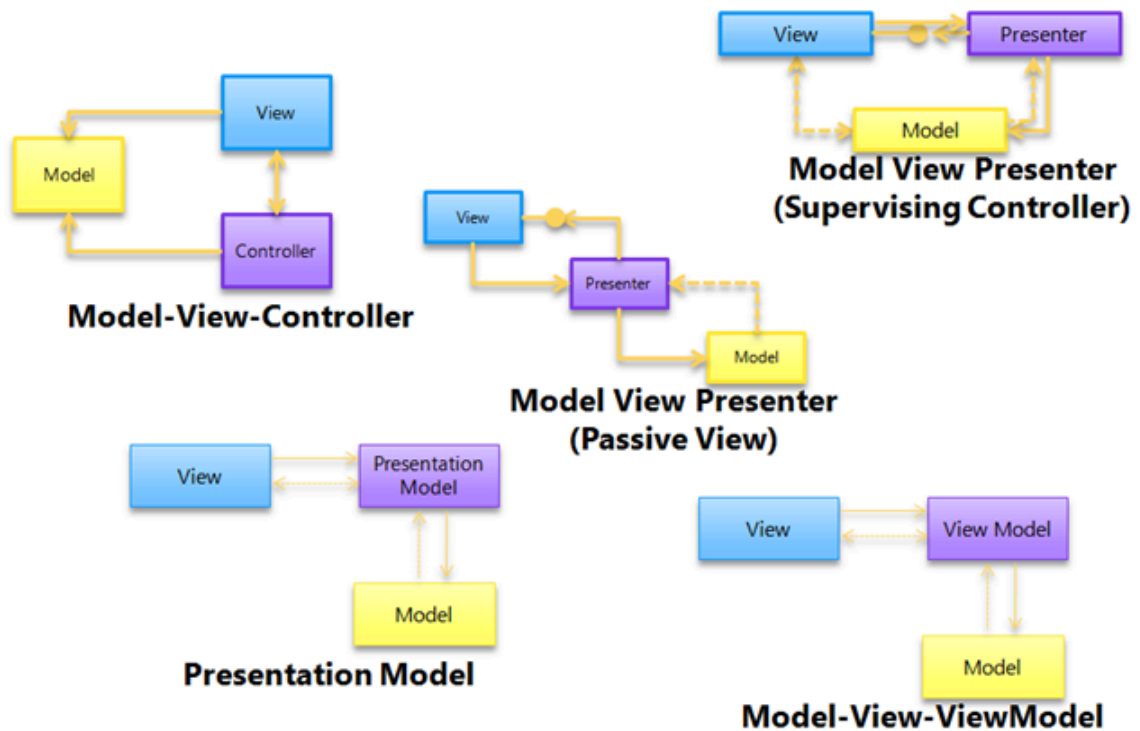 View
Presenter
Model
Model View Presenter
(Supervising Controller)
View
Model
Controller
Model-View-Controller
View
Presenter
Model
Model View Presenter
(Passive View)
View
Presentation
Model
Model
Presentation Model
View
View Model
Model
Model-View-ViewModel